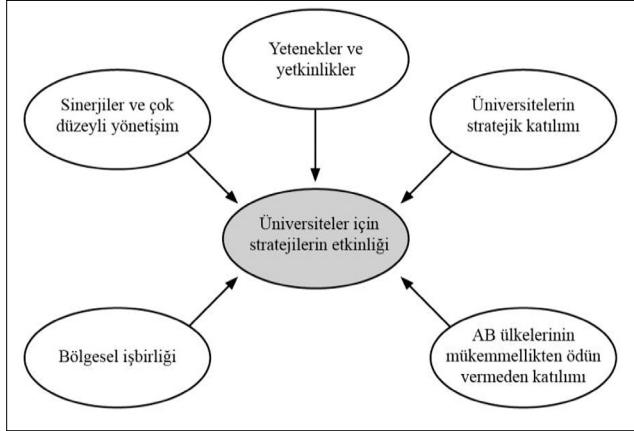 Yetenekler ve
yetkinlikler
Sinerjiler ve çok
düzeyli yönetişim
Üniversitelerin
stratejik katılımı
Üniversiteler için
stratejilerin etkinliği
Bölgesel işbirliği
AB ülkelerinin
mükemmellikten ödün
vermeden katılımı